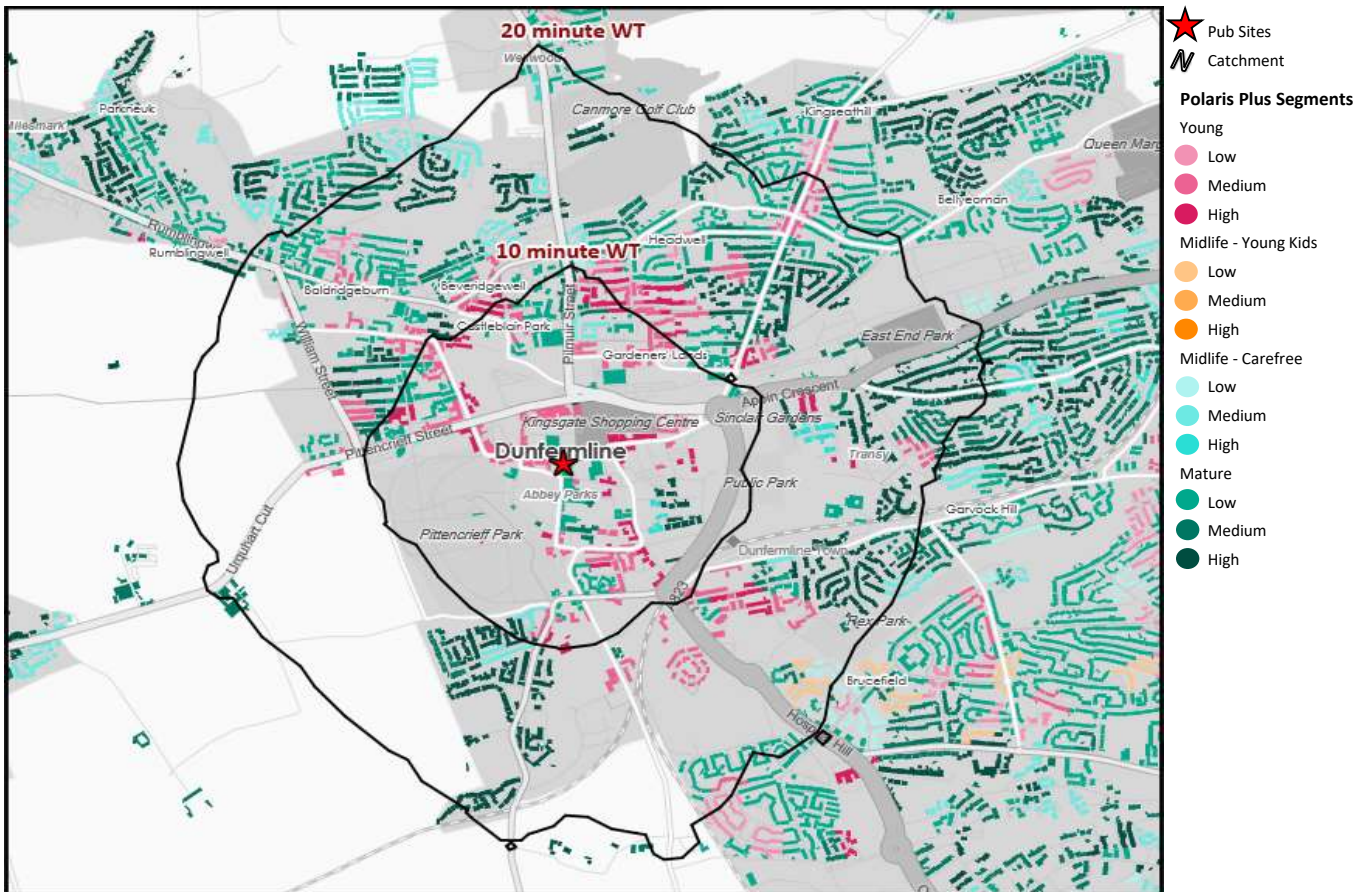 20 minute WT
Wellwood
Canmore Golf Club
Kingseathill
Parkneuk
Milesmark
Queen Marg
Bellyeoman
Headwell
Rumblingwell
10 minute WT
Baldridgeburn
Beveridgewell
Castleblair Park
Pilmuir Street
William Street
Gardeners Lands
East End Park
Appin Crescent
Kingsgate Shopping Centre
Sinclair Gardens
Pittencrieff Street
Dunfermline
Transy
Abbey Parks
Public Park
Garvock Hill
Pittencrieff Park
Urquhart Cut
Dunfermline Town
823
Rex Park
Brucefield
Hospital Hill
Pub Sites
Catchment
Polaris Plus Segments
Young
Low
Medium
High
Midlife - Young Kids
Low
Medium
High
Midlife - Carefree
Low
Medium
High
Mature
Low
Medium
High